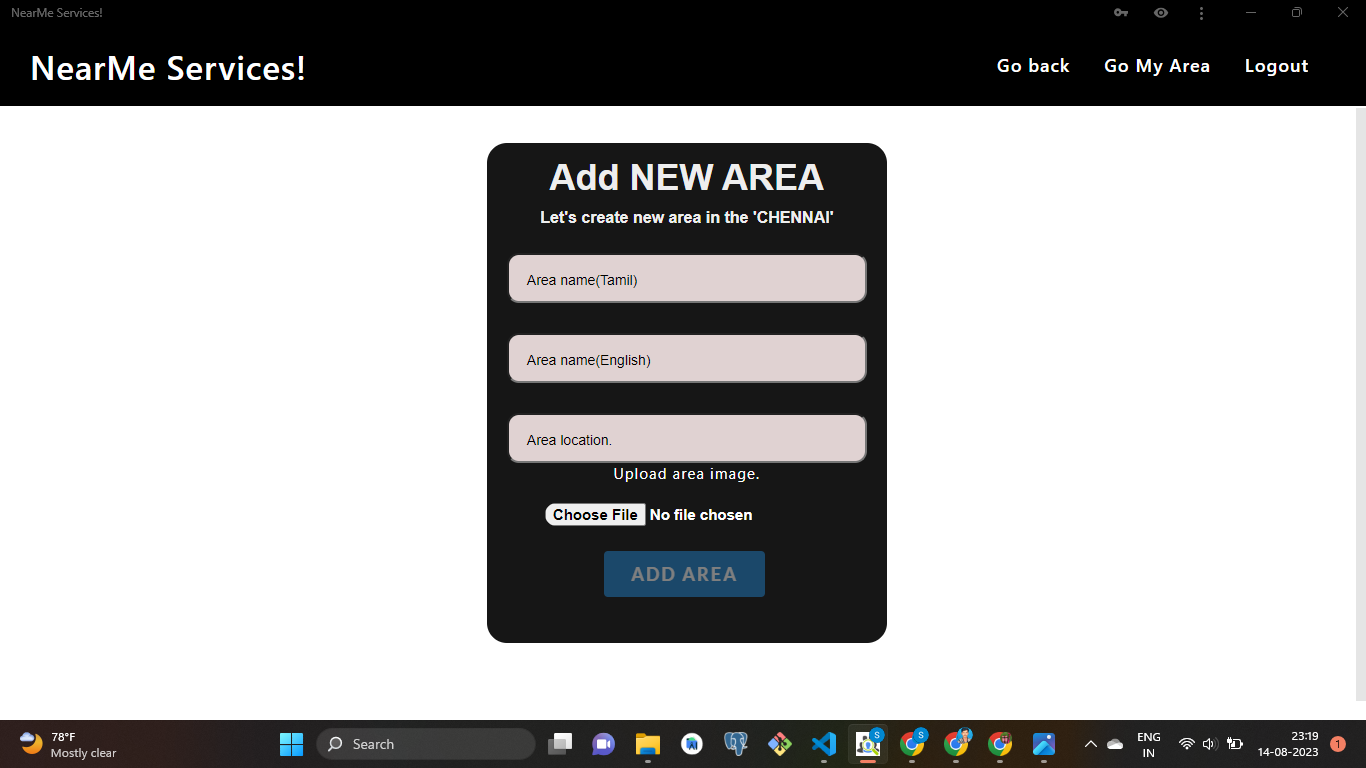 NearMe Services!
NearMe Services!
Go back
Go My Area
Logout
Add NEW AREA
Let's create new area in the 'CHENNAI'
Area name(Tamil)
Area name(English)
Area location.
Upload area image.
Choose File No file chosen
ADD AREA
78°F
Mostly clear
Search
S
S
ENG
IN
23:19
14-08-2023
1